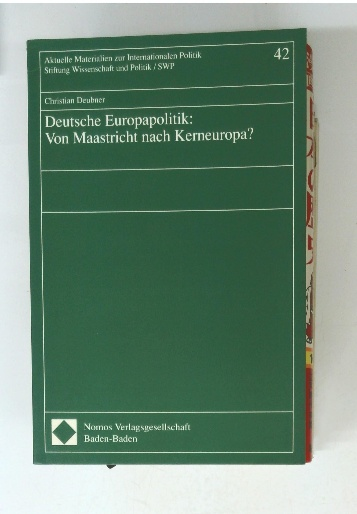 Aktuelle Materialien zur Internationalen Politik
Stiftung Wissenschaft und Politik / SWP
42
Christian Deubner
Deutsche Europapolitik:
Von Maastricht nach Kerneuropa?
Nomos Verlagsgesellschaft
Baden-Baden